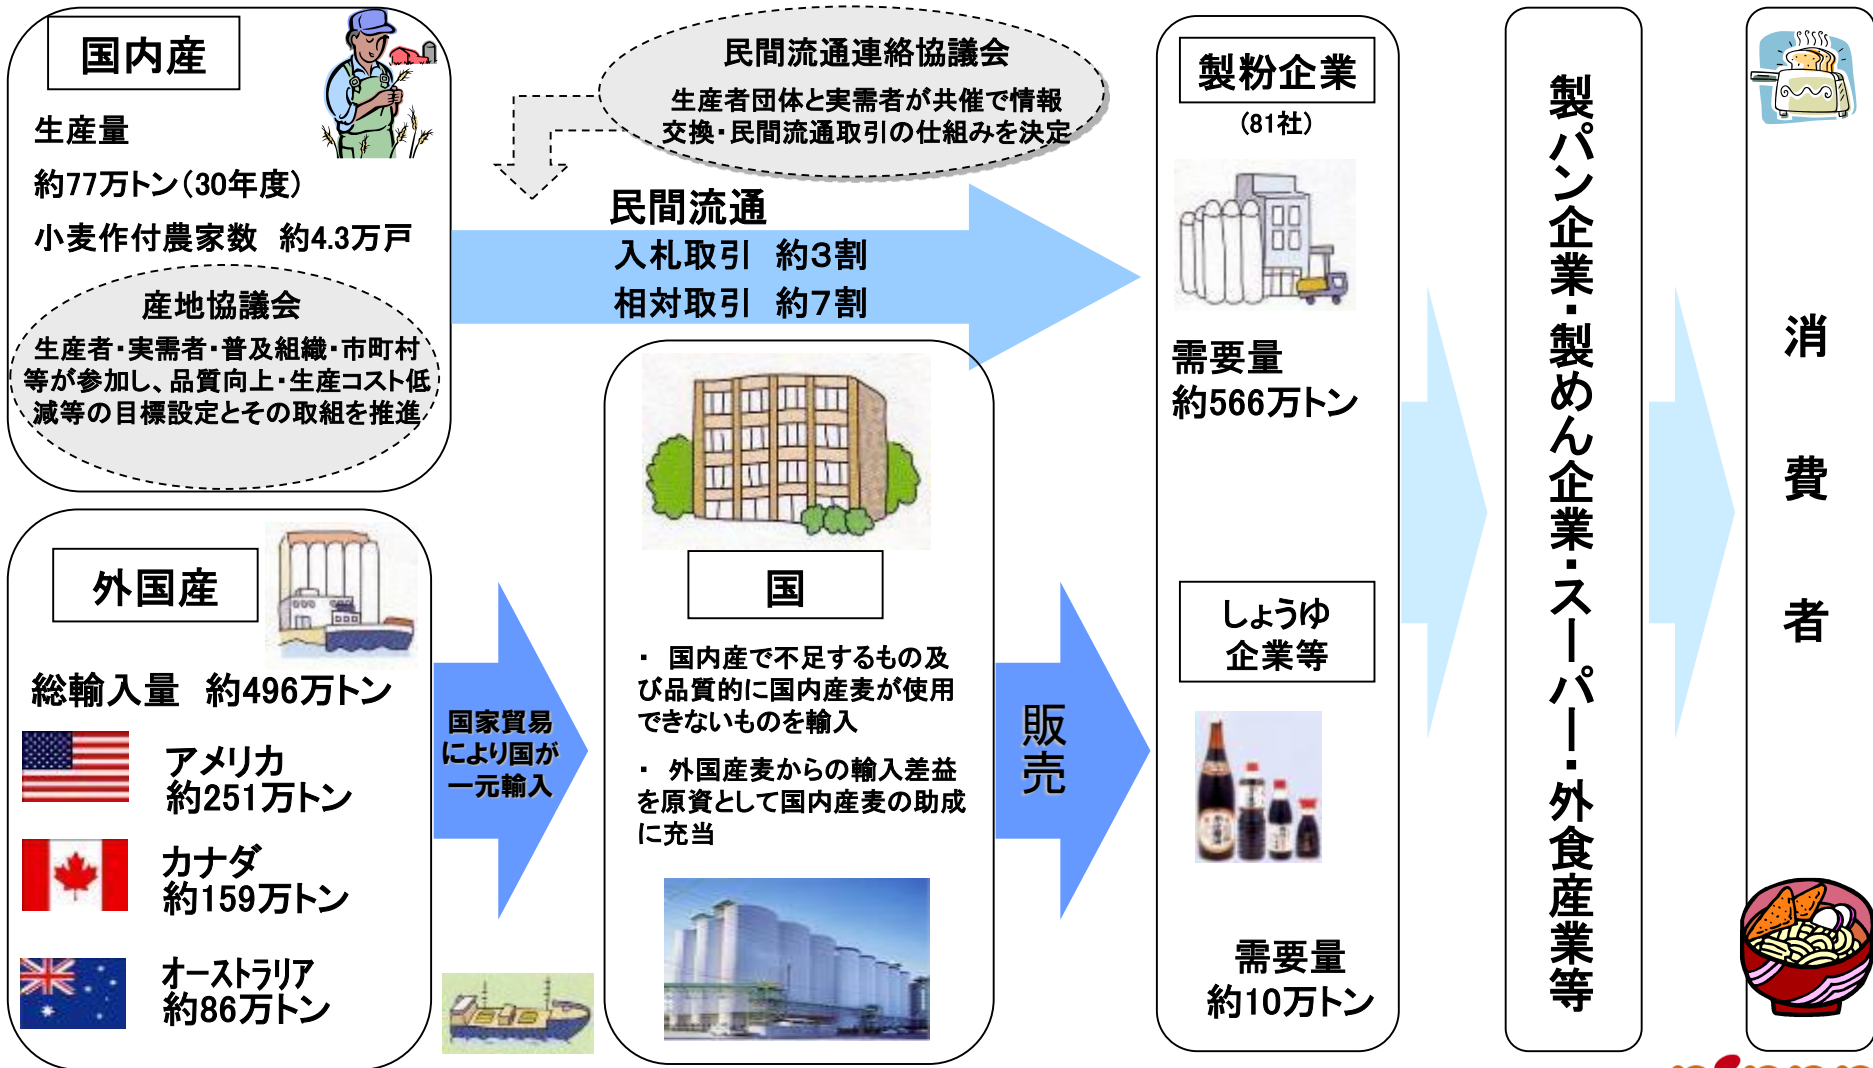 国内産
生産量
約77万トン(30年度)
小麦作付農家数　約4.3万戸
産地協議会
生産者・実需者・普及組織・市町村
等が参加し、品質向上・生産コスト低
減等の目標設定とその取組を推進
民間流通連絡協議会
生産者団体と実需者が共催で情報
交換・民間流通取引の仕組みを決定
民間流通
入札取引　約3割
相対取引　約7割
外国産
総輸入量　約496万トン
アメリカ
約251万トン
カナダ
約159万トン
オーストラリア
約86万トン
国家貿易
により国が
一元輸入
国
・ 国内産で不足するもの及
び品質的に国内産麦が使用
できないものを輸入
・ 外国産麦からの輸入差益
を原資として国内産麦の助成
に充当
販売
製粉企業
(81社)
需要量
約566万トン
しょうゆ
企業等
需要量
約10万トン
製パン企業・製めん企業・スーパー・外食産業等
消費者